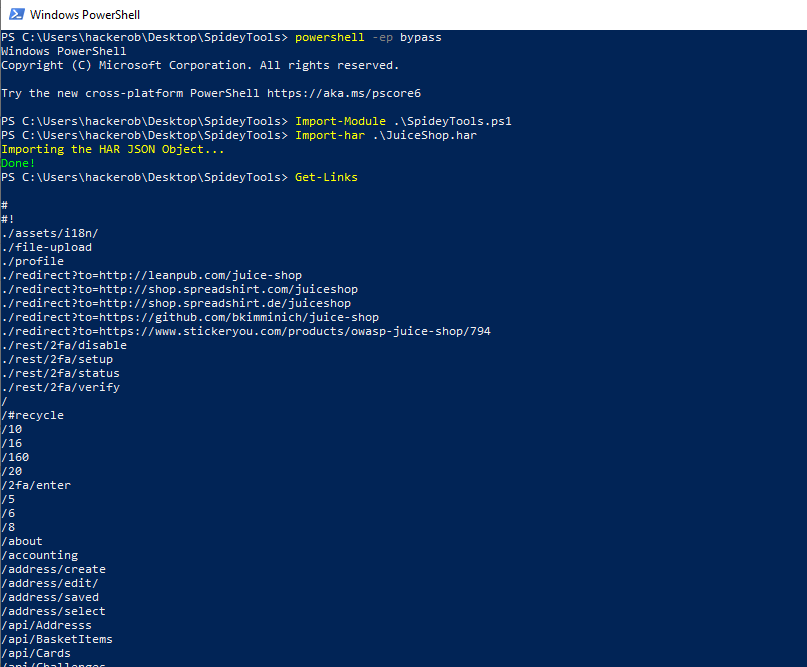 Windows PowerShell
PS C:\Users\hackerob\Desktop\SpideyTools> powershell -ep bypass
Windows PowerShell
Copyright (C) Microsoft Corporation. All rights reserved.
Try the new cross-platform PowerShell https://aka.ms/pscore6
PS C:\Users\hackerob\Desktop\SpideyTools> Import-Module .\SpideyTools.ps1
PS C:\Users\hackerob\Desktop\SpideyTools> Import-har .\JuiceShop.har
Importing the HAR JSON Object...
Done!
PS C:\Users\hackerob\Desktop\SpideyTools> Get-Links
#
#!
./assets/i18n/
./file-upload
./profile
./redirect?to=http://leanpub.com/juice-shop
./redirect?to=http://shop.spreadshirt.com/juiceshop
./redirect?to=http://shop.spreadshirt.de/juiceshop
./redirect?to=https://github.com/bkimminich/juice-shop
./redirect?to=https://www.stickeryou.com/products/owasp-juice-shop/794
./rest/2fa/disable
./rest/2fa/setup
./rest/2fa/status
./rest/2fa/verify
/
/#recycle
/10
/16
/160
/20
/2fa/enter
/5
/6
/8
/about
/accounting
/address/create
/address/edit/
/address/saved
/address/select
/api/Addresss
/api/BasketItems
/api/Cards
/api/Challenges